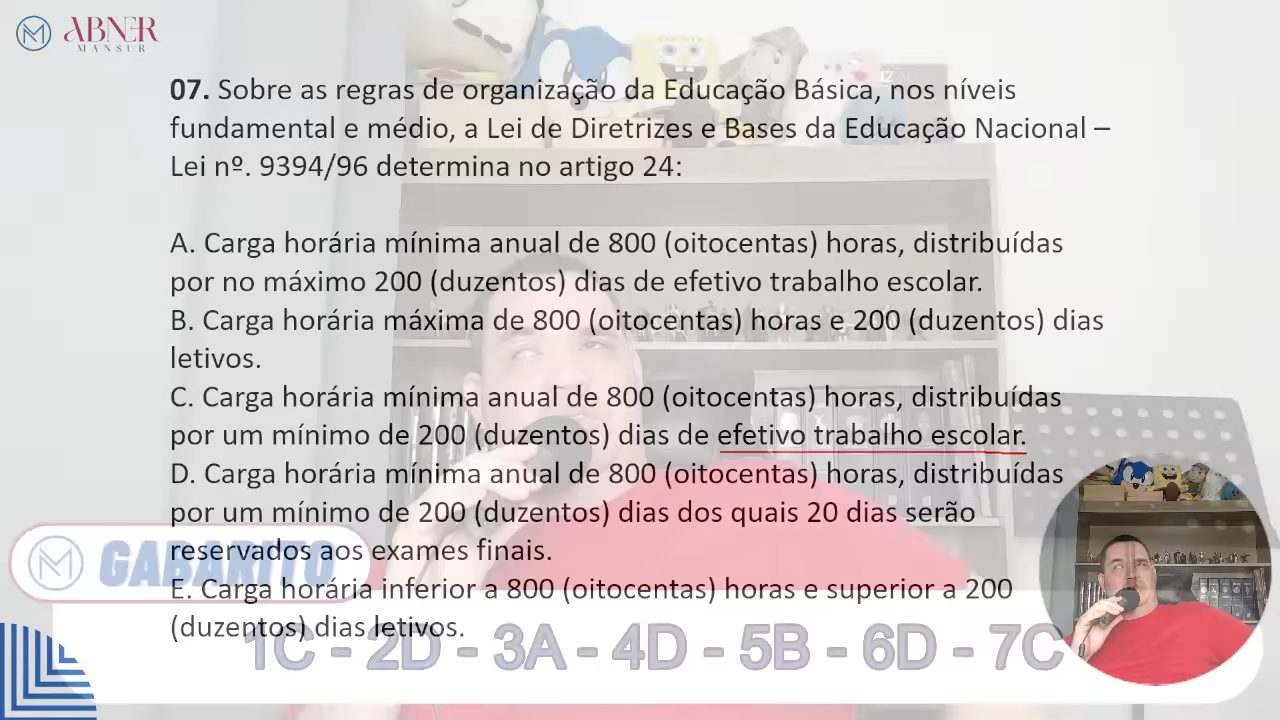 ABNER
MANSUR
07. Sobre as regras de organização da Educação Básica, nos níveis
fundamental e médio, a Lei de Diretrizes e Bases da Educação Nacional –
Lei nº. 9394/96 determina no artigo 24:
A. Carga horária mínima anual de 800 (oitocentas) horas, distribuídas
por no máximo 200 (duzentos) dias de efetivo trabalho escolar.
B. Carga horária máxima de 800 (oitocentas) horas e 200 (duzentos) dias
letivos.
C. Carga horária mínima anual de 800 (oitocentas) horas, distribuídas
por um mínimo de 200 (duzentos) dias de efetivo trabalho escolar.
D. Carga horária mínima anual de 800 (oitocentas) horas, distribuídas
por um mínimo de 200 (duzentos) dias dos quais 20 dias serão
reservados aos exames finais.
E. Carga horária inferior a 800 (oitocentas) horas e superior a 200
(duzentos) dias letivos.
GABARITO
1C - 2D - 3A - 4D - 5B - 6D - 7C